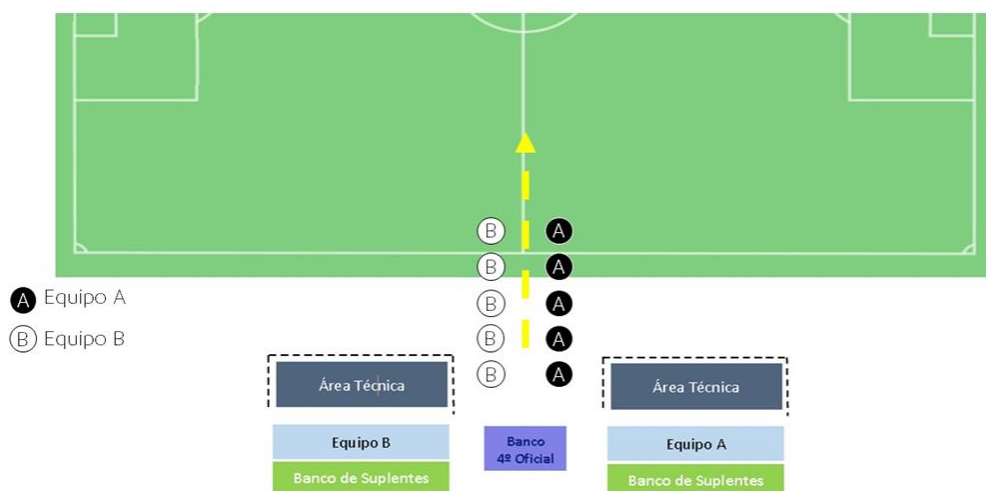 B A
B A
A Equipo A
B A
B Equipo B
B A
B A
Área Técnica
Área Técnica
Equipo B
Banco
4º Oficial
Equipo A
Banco de Suplentes
Banco de Suplentes